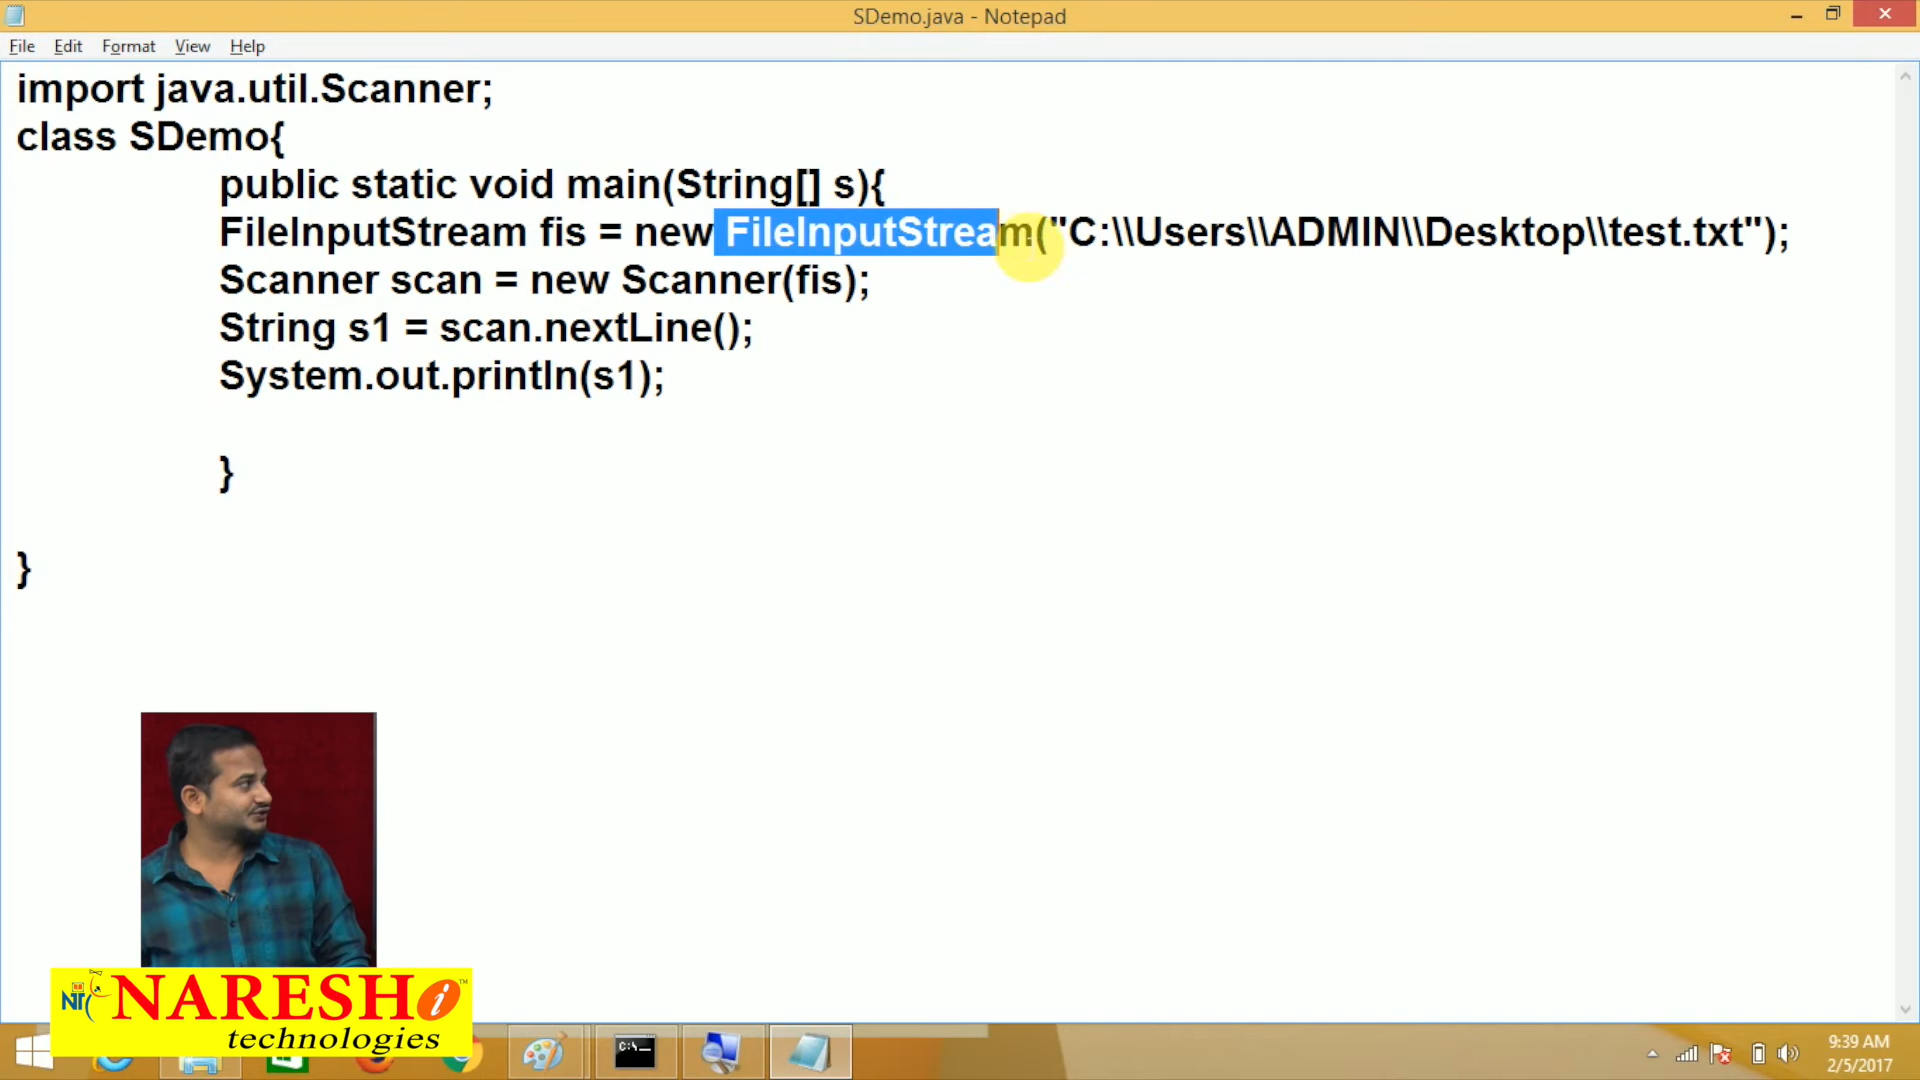 SDemo.java - Notepad
File Edit Format View Help
import java.util.Scanner;
class SDemo{
public static void main(String[] s){
FileInputStream fis = new FileInputStream("C:\\Users\\ADMIN\\Desktop\\test.txt");
Scanner scan = new Scanner(fis);
String s1 = scan.nextLine();
System.out.println(s1);
}
}
NARESH i ™
technologies
C:\
9:39 AM
2/5/2017